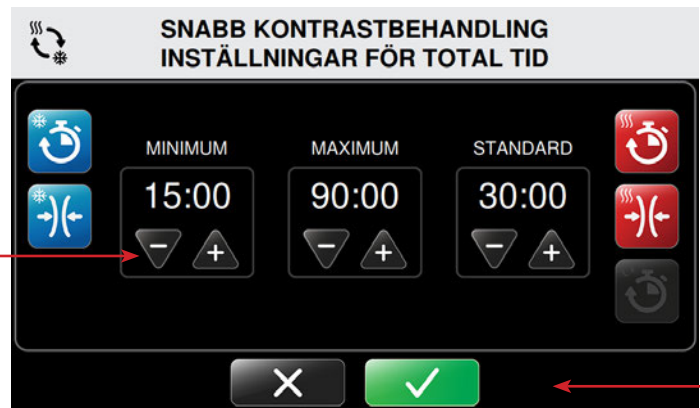 SNABB KONTRASTBEHANDLING
INSTÄLLNINGAR FÖR TOTAL TID
MINIMUM MAXIMUM STANDARD
15:00 90:00 30:00
- + - + - +